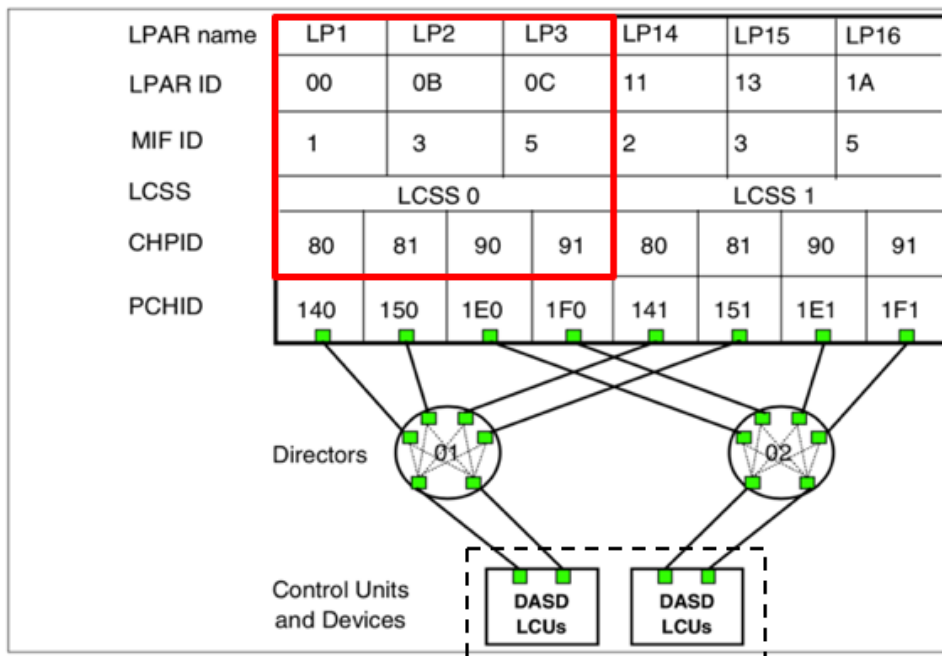 LPAR name LP1 LP2 LP3 LP14 LP15 LP16
LPAR ID 00 0B 0C 11 13 1A
MIF ID 1 3 5 2 3 5
LCSS LCSS 0 LCSS 1
CHPID 80 81 90 91 80 81 90 91
PCHID 140 150 1E0 1F0 141 151 1E1 1F1
Directors 01 02
Control Units
and Devices
DASD
LCUs
DASD
LCUs